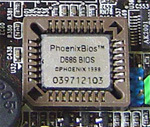 PhoenixBios™
D686 BIOS
©PHOENIX 1998
039712103